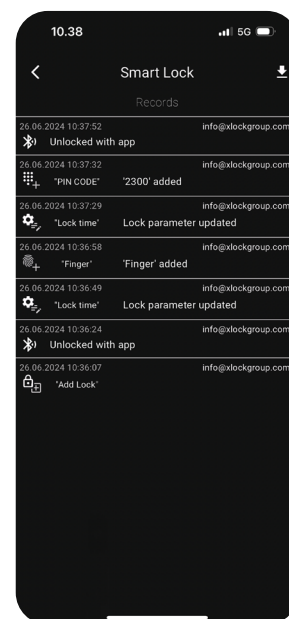 10.38 5G
Smart Lock
Records
26.06.2024 10:37:52 info@xlockgroup.com
Unlocked with app
26.06.2024 10:37:32 info@xlockgroup.com
"PIN CODE" '2300' added
26.06.2024 10:37:29 info@xlockgroup.com
"Lock time" Lock parameter updated
26.06.2024 10:36:58 info@xlockgroup.com
"Finger" 'Finger' added
26.06.2024 10:36:49 info@xlockgroup.com
"Lock time" Lock parameter updated
26.06.2024 10:36:24 info@xlockgroup.com
Unlocked with app
26.06.2024 10:36:07 info@xlockgroup.com
"Add Lock"